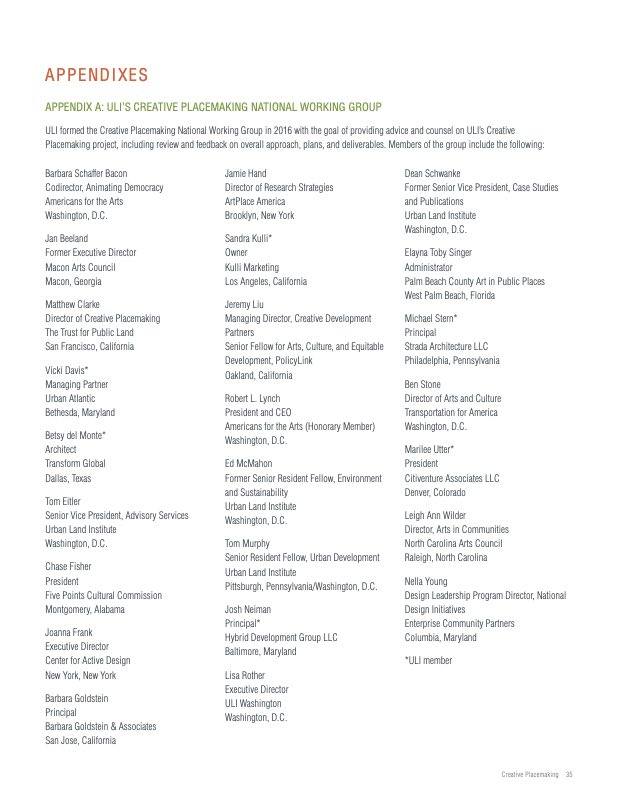 APPENDIXES
APPENDIX A: ULI'S CREATIVE PLACEMAKING NATIONAL WORKING GROUP
ULI formed the Creative Placemaking National Working Group in 2016 with the goal of providing advice and counsel on ULI's Creative
Placemaking project, including review and feedback on overall approach, plans, and deliverables. Members of the group include the following:
Barbara Schaffer Bacon
Codirector, Animating Democracy
Americans for the Arts
Washington, D.C.
Jan Beeland
Former Executive Director
Macon Arts Council
Macon, Georgia
Matthew Clarke
Director of Creative Placemaking
The Trust for Public Land
San Francisco, California
Vicki Davis*
Managing Partner
Urban Atlantic
Bethesda, Maryland
Betsy del Monte*
Architect
Transform Global
Dallas, Texas
Tom Eitler
Senior Vice President, Advisory Services
Urban Land Institute
Washington, D.C.
Chase Fisher
President
Five Points Cultural Commission
Montgomery, Alabama
Joanna Frank
Executive Director
Center for Active Design
New York, New York
Barbara Goldstein
Principal
Barbara Goldstein & Associates
San Jose, California
Jamie Hand
Director of Research Strategies
ArtPlace America
Brooklyn, New York
Sandra Kulli*
Owner
Kulli Marketing
Los Angeles, California
Jeremy Liu
Managing Director, Creative Development
Partners
Senior Fellow for Arts, Culture, and Equitable
Development, PolicyLink
Oakland, California
Robert L. Lynch
President and CEO
Americans for the Arts (Honorary Member)
Washington, D.C.
Ed McMahon
Former Senior Resident Fellow, Environment
and Sustainability
Urban Land Institute
Washington, D.C.
Tom Murphy
Senior Resident Fellow, Urban Development
Urban Land Institute
Pittsburgh, Pennsylvania/Washington, D.C.
Josh Neiman
Principal*
Hybrid Development Group LLC
Baltimore, Maryland
Lisa Rother
Executive Director
ULI Washington
Washington, D.C.
Dean Schwanke
Former Senior Vice President, Case Studies
and Publications
Urban Land Institute
Washington, D.C.
Elayna Toby Singer
Administrator
Palm Beach County Art in Public Places
West Palm Beach, Florida
Michael Stern*
Principal
Strada Architecture LLC
Philadelphia, Pennsylvania
Ben Stone
Director of Arts and Culture
Transportation for America
Washington, D.C.
Marilee Utter*
President
Citiventure Associates LLC
Denver, Colorado
Leigh Ann Wilder
Director, Arts in Communities
North Carolina Arts Council
Raleigh, North Carolina
Nella Young
Design Leadership Program Director, National
Design Initiatives
Enterprise Community Partners
Columbia, Maryland
*ULI member
Creative Placemaking 35